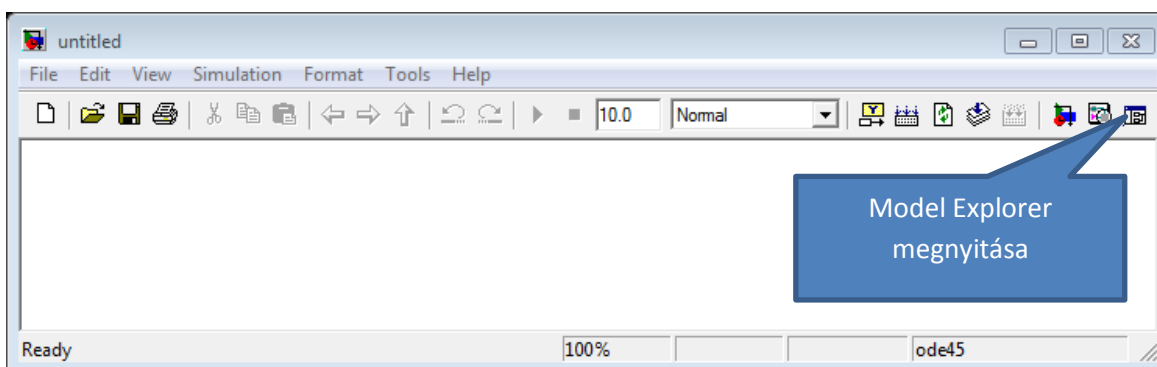 untitled
File Edit View Simulation Format Tools Help
10.0 Normal
Model Explorer
megnyitása
Ready 100% ode45